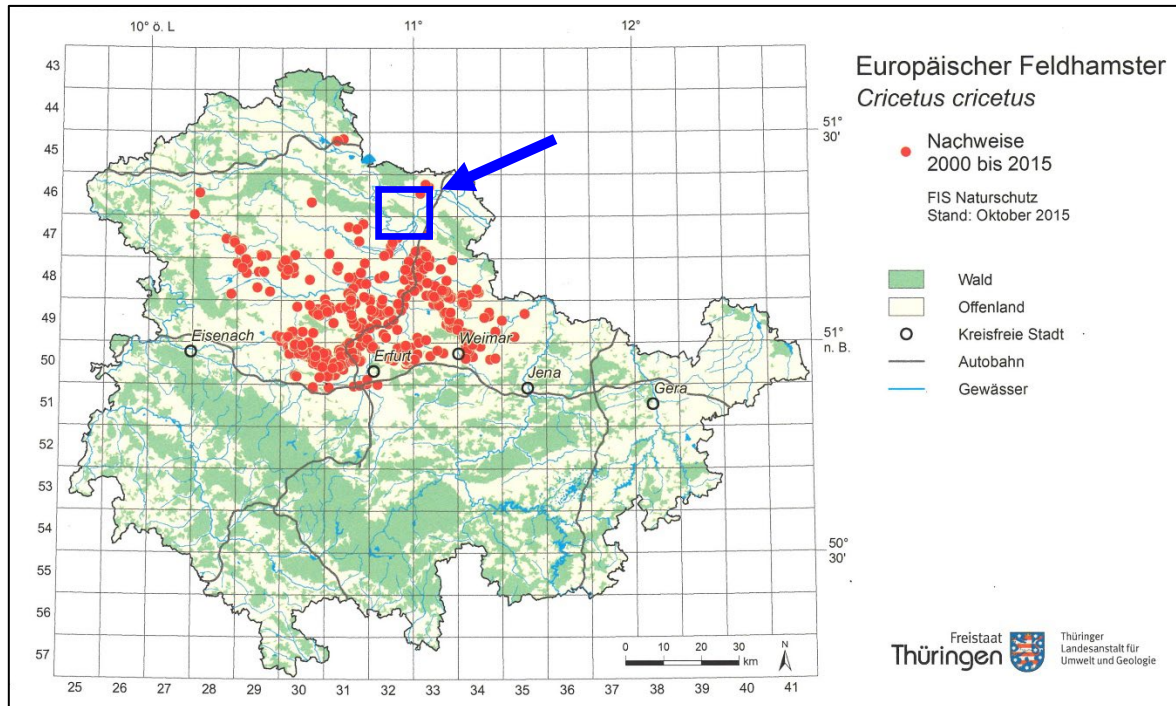 10° ö. L
11°
12°
Europäischer Feldhamster
Cricetus cricetus
Nachweise
2000 bis 2015
FIS Naturschutz
Stand: Oktober 2015
Wald
Offenland
Kreisfreie Stadt
Autobahn
Gewässer
43
44
45
46
47
48
49
50
51
52
53
54
55
56
57
51°
30'
51°
n. B.
50°
30'
Eisenach
Erfurt
Weimar
Jena
Gera
0 10 20 30
km
N
25 26 28 29 30 31 32 33 34 35 36 38 39 40 41
Freistaat
Thüringen
Thüringer
Landesanstalt für
Umwelt und Geologie